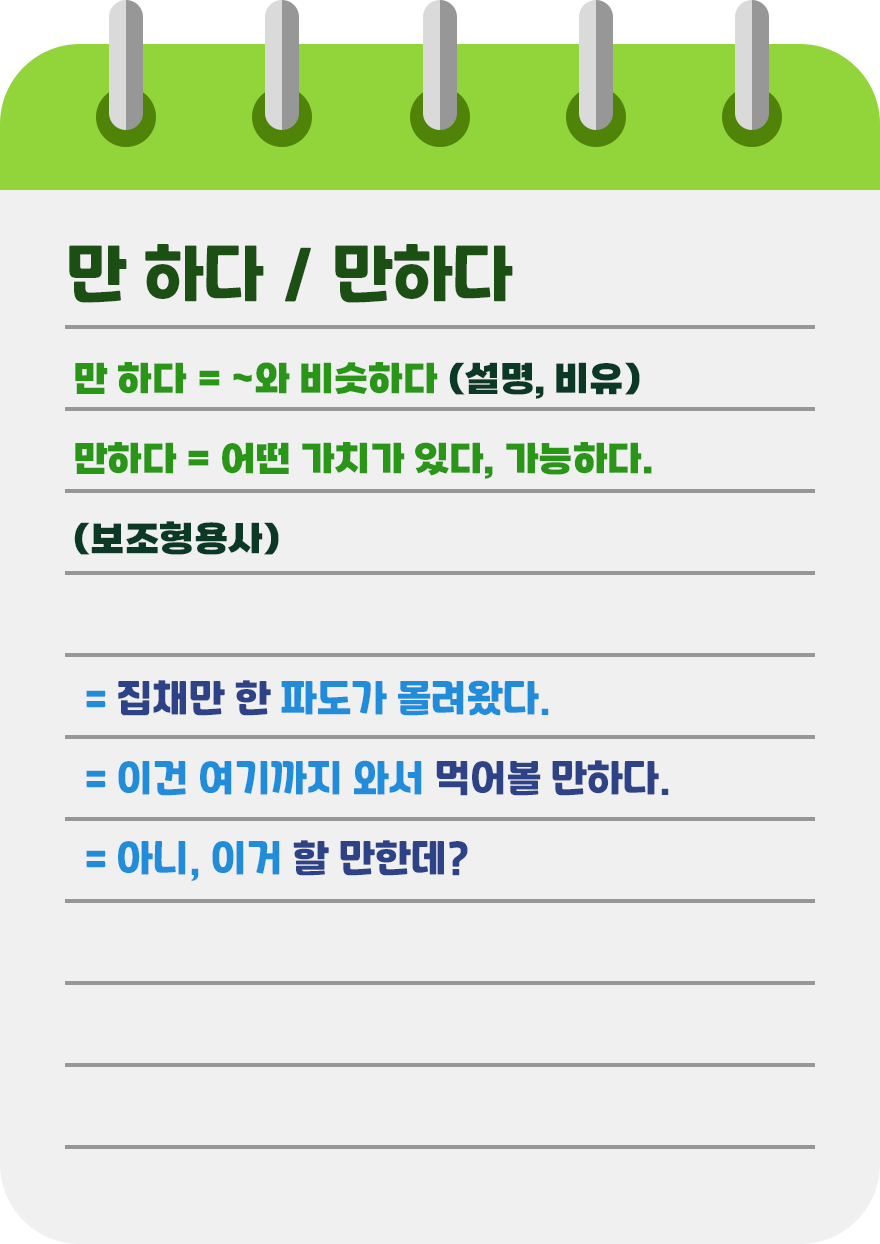 만 하다 / 만하다
만 하다 = ~와 비슷하다 (설명, 비유)
만하다 = 어떤 가치가 있다, 가능하다.
(보조형용사)
= 집채만 한 파도가 몰려왔다.
= 이건 여기까지 와서 먹어볼 만하다.
= 아니, 이거 할 만한데?